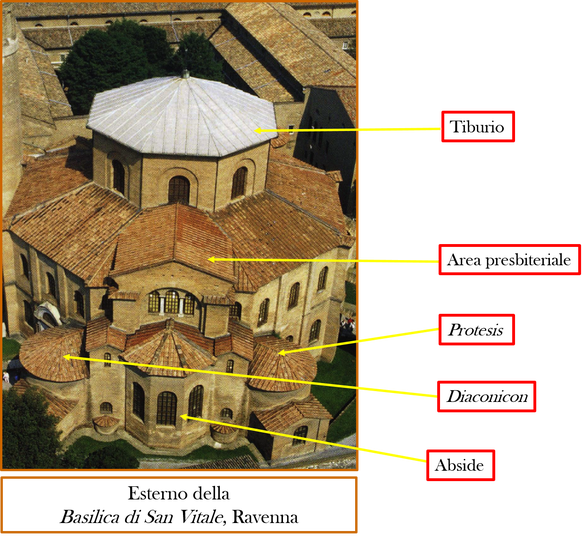 Tiburio
Area presbiteriale
Protesis
Diaconicon
Abside
Esterno della
Basilica di San Vitale, Ravenna